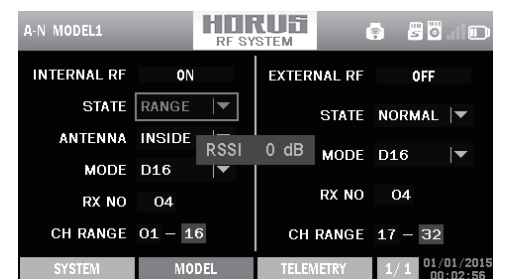 A-N MODEL1
HORUS
RF SYSTEM
INTERNAL RF ON
STATE RANGE
ANTENNA INSIDE
MODE D16
RX NO 04
CH RANGE 01 – 16
RSSI 0 dB
EXTERNAL RF OFF
STATE NORMAL
MODE D16
RX NO 04
CH RANGE 17 – 32
SYSTEM MODEL TELEMETRY 1/1 01/01/2015
00:02:56